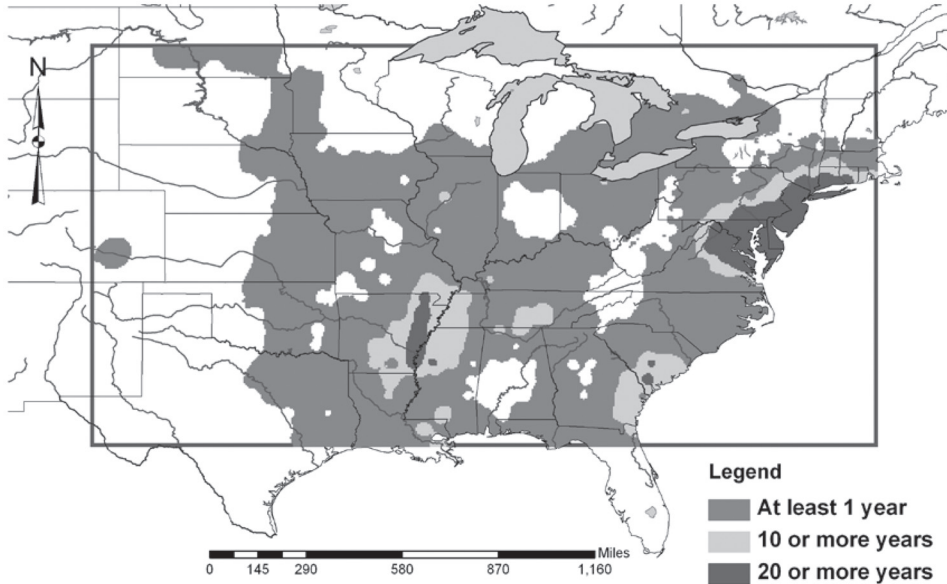 N
Legend
At least 1 year
10 or more years
20 or more years
Miles
0 145 290 580 870 1,160